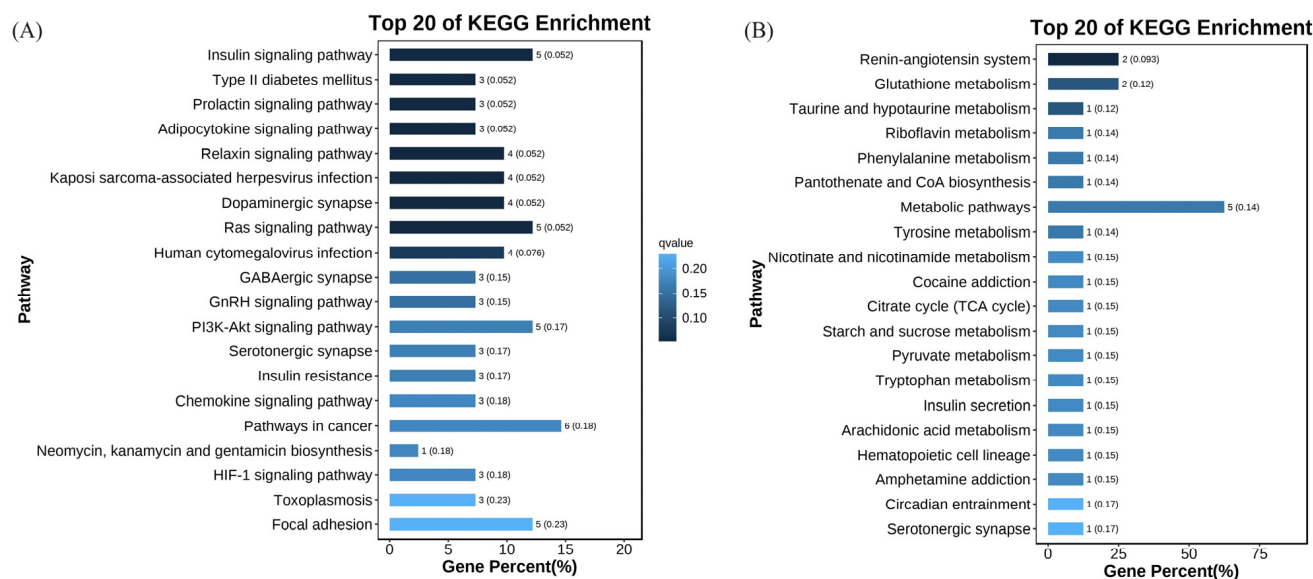 (A)
Top 20 of KEGG Enrichment
Pathway
Insulin signaling pathway 5 (0.052)
Type II diabetes mellitus 3 (0.052)
Prolactin signaling pathway 3 (0.052)
Adipocytokine signaling pathway 3 (0.052)
Relaxin signaling pathway 4 (0.052)
Kaposi sarcoma-associated herpesvirus infection 4 (0.052)
Dopaminergic synapse 4 (0.052)
Ras signaling pathway 5 (0.052)
Human cytomegalovirus infection 4 (0.076)
GABAergic synapse 3 (0.15)
GnRH signaling pathway 3 (0.15)
PI3K-Akt signaling pathway 5 (0.17)
Serotonergic synapse 3 (0.17)
Insulin resistance 3 (0.17)
Chemokine signaling pathway 3 (0.18)
Pathways in cancer 6 (0.18)
Neomycin, kanamycin and gentamicin biosynthesis 1 (0.18)
HIF-1 signaling pathway 3 (0.18)
Toxoplasmosis 3 (0.23)
Focal adhesion 5 (0.23)
0 5 10 15 20
Gene Percent(%)
qvalue
0.20
0.15
0.10
(B)
Top 20 of KEGG Enrichment
Pathway
Renin-angiotensin system 2 (0.093)
Glutathione metabolism 2 (0.12)
Taurine and hypotaurine metabolism 1 (0.12)
Riboflavin metabolism 1 (0.14)
Phenylalanine metabolism 1 (0.14)
Pantothenate and CoA biosynthesis 1 (0.14)
Metabolic pathways 5 (0.14)
Tyrosine metabolism 1 (0.14)
Nicotinate and nicotinamide metabolism 1 (0.15)
Cocaine addiction 1 (0.15)
Citrate cycle (TCA cycle) 1 (0.15)
Starch and sucrose metabolism 1 (0.15)
Pyruvate metabolism 1 (0.15)
Tryptophan metabolism 1 (0.15)
Insulin secretion 1 (0.15)
Arachidonic acid metabolism 1 (0.15)
Hematopoietic cell lineage 1 (0.15)
Amphetamine addiction 1 (0.15)
Circadian entrainment 1 (0.17)
Serotonergic synapse 1 (0.17)
0 25 50 75
Gene Percent(%)